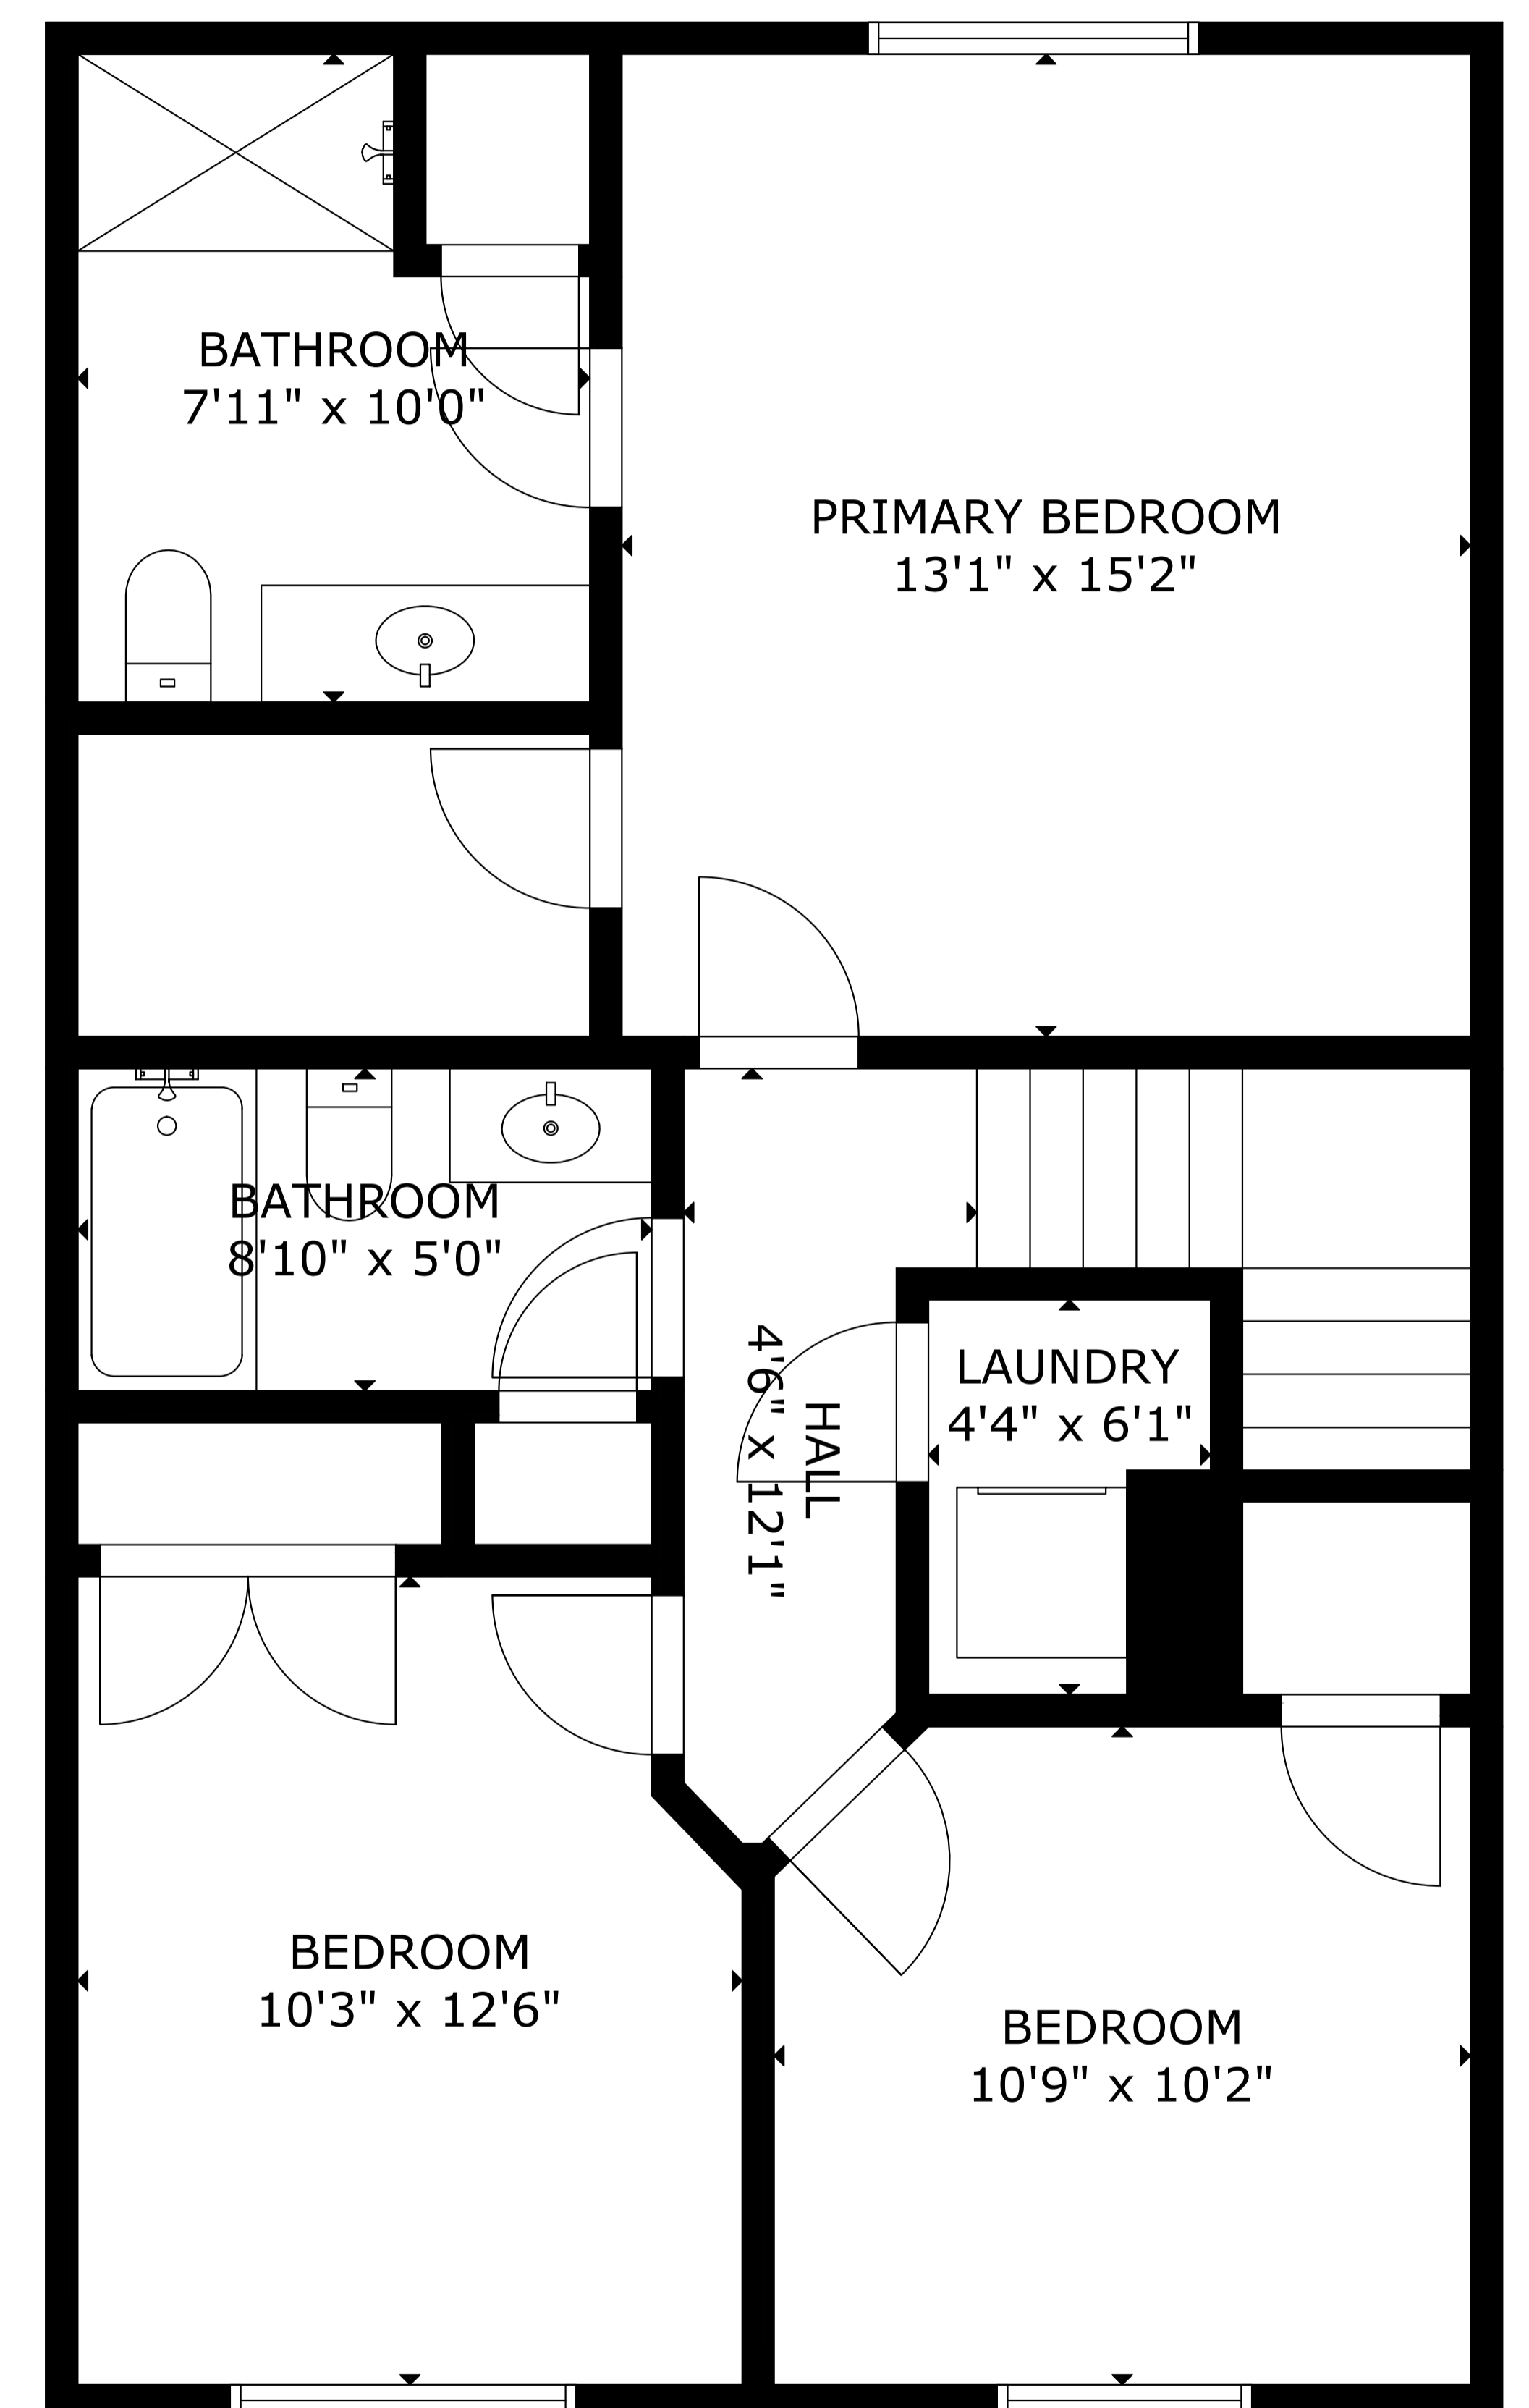 BATHROOM
7'11" x 10'0"
PRIMARY BEDROOM
13'1" x 15'2"
BATHROOM
8'10" x 5'0"
HALL
4'6" x 12'1"
LAUNDRY
4'4" x 6'1"
BEDROOM
10'3" x 12'6"
BEDROOM
10'9" x 10'2"